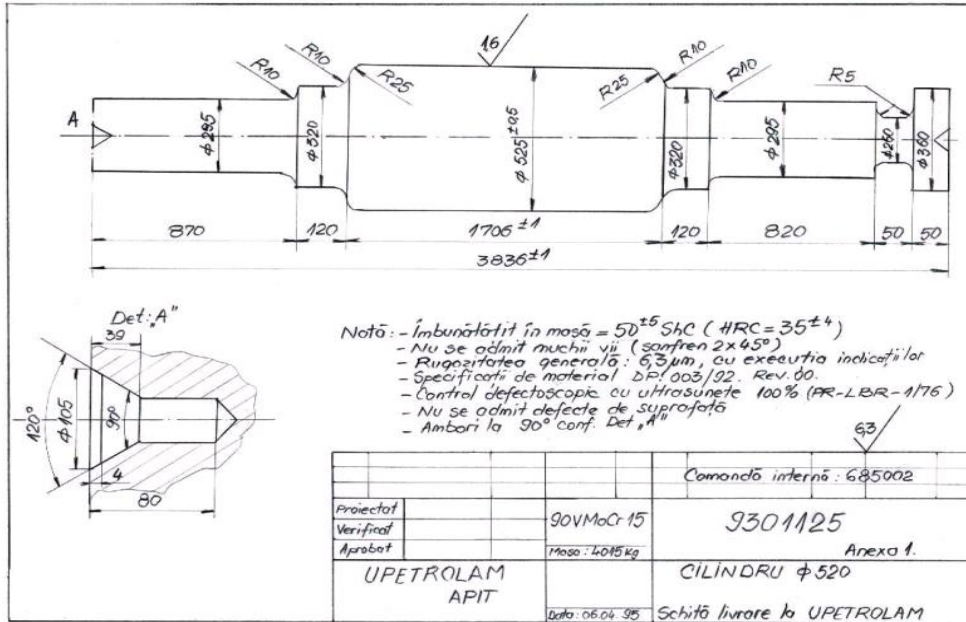 1,6
R10
R10
R25
R25
R10
R10
R5
A
ϕ295
ϕ320
ϕ525 ±0,5
ϕ320
ϕ295
ϕ260
ϕ360
870
120
1706 ±1
120
820
50
50
3836 ±1
Det. „A"
39
120°
ϕ105
90°
4
80
Notă: - Îmbunătățit în masă = 50 ±5 ShC (HRC = 35 ±4)
- Nu se admit muchii vii (șanfren 2x45°)
- Rugozitatea generală: 6,3 μm, cu execuția indicațiilor
- Specificații de material DP! 003/92. Rev. 00.
- Control defectoscopic cu ultrasunete 100% (PR-LBR-1/76)
- Nu se admit defecte de suprafață
- Ambori la 90° conf. Det. „A"
6,3
Comandă internă: 685002
Proiectat
Verificat
Aprobat
90VMoCr15
Masa: 4015 kg
9301125
Anexa 1.
UPETROLAM
APIT
CILINDRU ϕ520
Data: 06.04.95
Schiță livrare la UPETROLAM